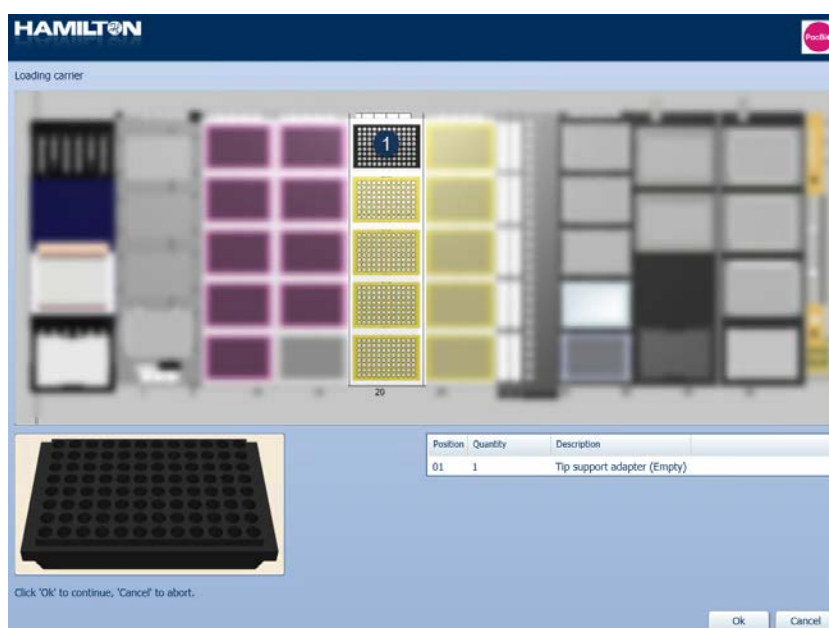 HAMILTON
PacBi
Loading carrier
1
20
Position Quantity Description
01 1 Tip support adapter (Empty)
Click 'Ok' to continue, 'Cancel' to abort.
Ok Cancel